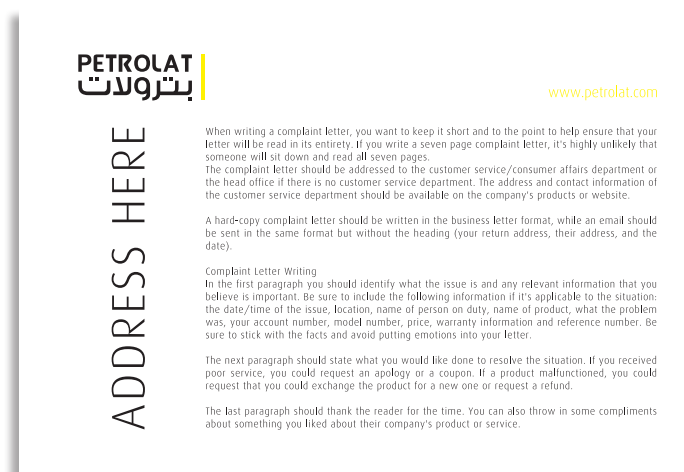 PETROLAT
بترولات
www.petrolat.com
ADDRESS HERE
When writing a complaint letter, you want to keep it short and to the point to help ensure that your
letter will be read in its entirety. If you write a seven page complaint letter, it's highly unlikely that
someone will sit down and read all seven pages.
The complaint letter should be addressed to the customer service/consumer affairs department or
the head office if there is no customer service department. The address and contact information of
the customer service department should be available on the company's products or website.
A hard-copy complaint letter should be written in the business letter format, while an email should
be sent in the same format but without the heading (your return address, their address, and the
date).
Complaint Letter Writing
In the first paragraph you should identify what the issue is and any relevant information that you
believe is important. Be sure to include the following information if it's applicable to the situation:
the date/time of the issue, location, name of person on duty, name of product, what the problem
was, your account number, model number, price, warranty information and reference number. Be
sure to stick with the facts and avoid putting emotions into your letter.
The next paragraph should state what you would like done to resolve the situation. If you received
poor service, you could request an apology or a coupon. If a product malfunctioned, you could
request that you could exchange the product for a new one or request a refund.
The last paragraph should thank the reader for the time. You can also throw in some compliments
about something you liked about their company's product or service.